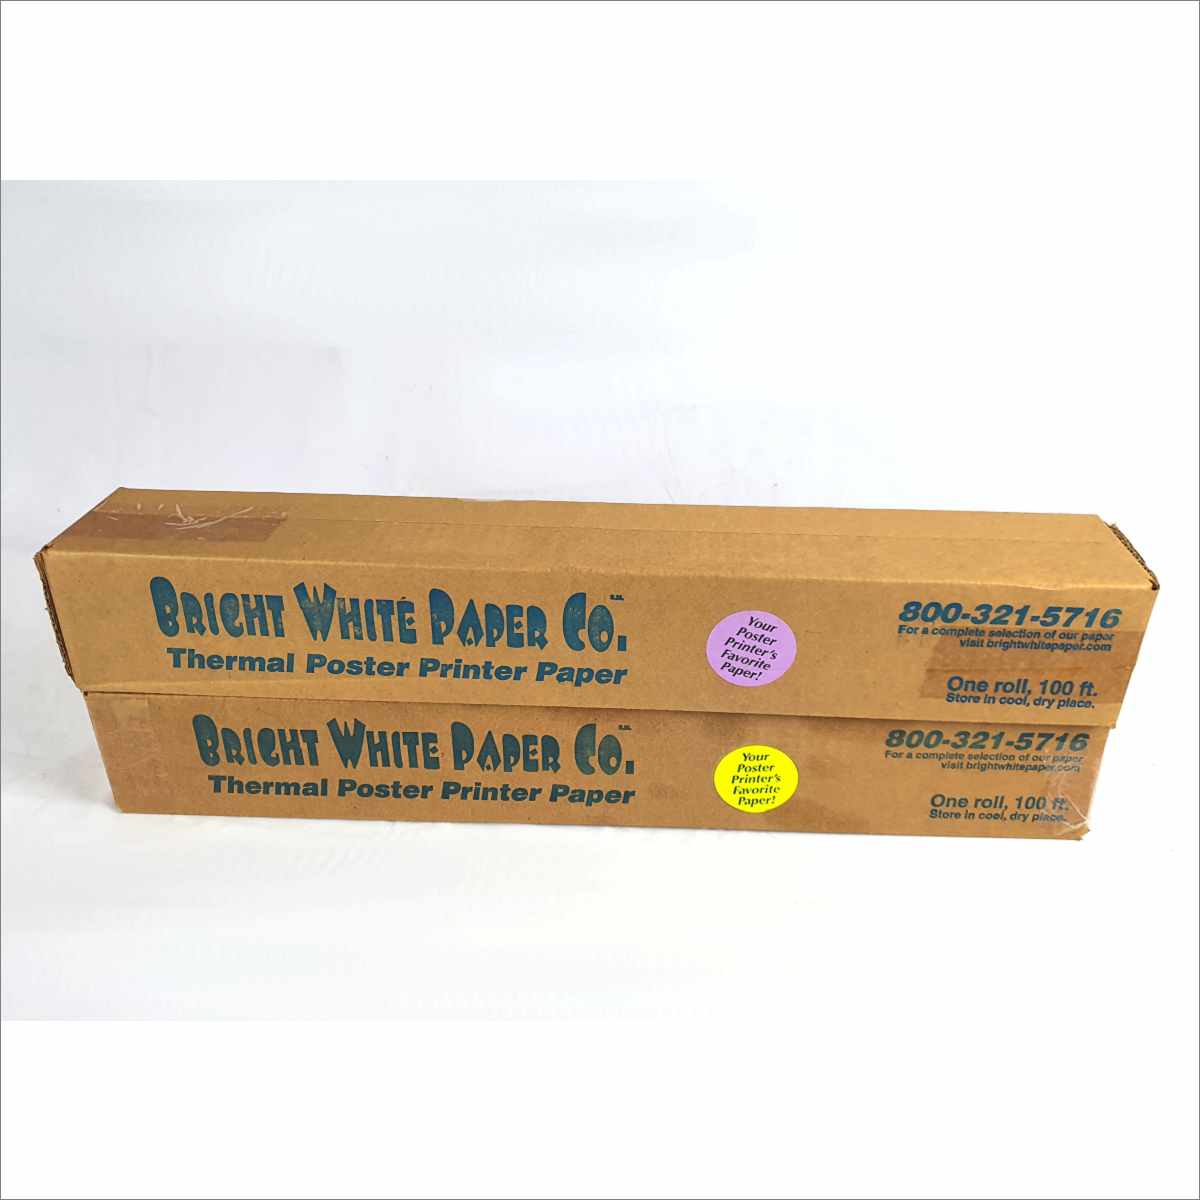 BRIGHT WHITE PAPER CO. S.M.
Thermal Poster Printer Paper
Your
Poster
Printer's
Favorite
Paper!
800-321-5716
For a complete selection of our paper
visit brightwhitepaper.com
One roll, 100 ft.
Store in cool, dry place.
BRIGHT WHITE PAPER CO. S.M.
Thermal Poster Printer Paper
Your
Poster
Printer's
Favorite
Paper!
800-321-5716
For a complete selection of our paper
visit brightwhitepaper.com
One roll, 100 ft.
Store in cool, dry place.